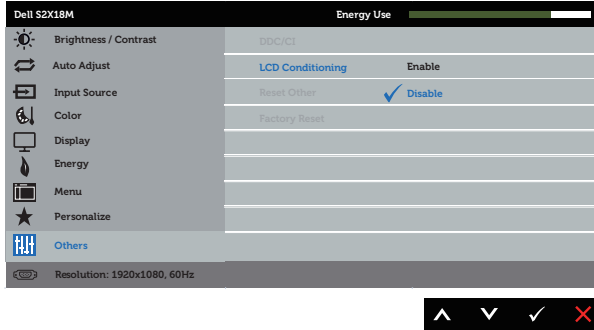 Dell S2X18M Energy Use
Brightness / Contrast DDC/CI
Auto Adjust LCD Conditioning Enable
Input Source Reset Other Disable
Color Factory Reset
Display
Energy
Menu
Personalize
Others
Resolution: 1920x1080, 60Hz